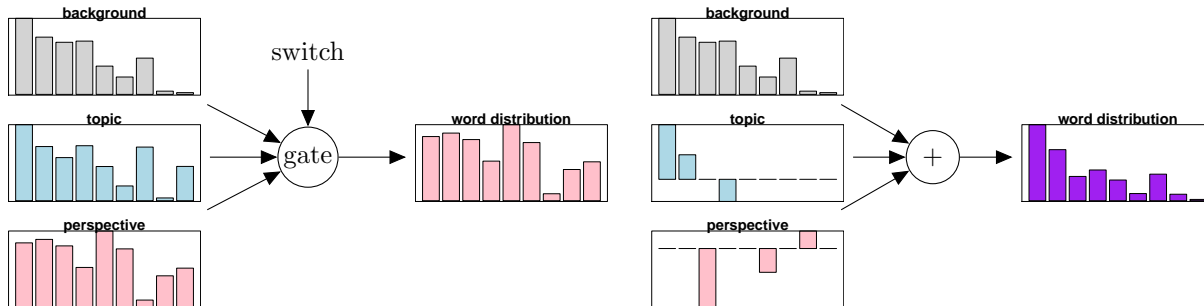 background
switch
topic
gate
word distribution
perspective
background
topic
+
word distribution
perspective